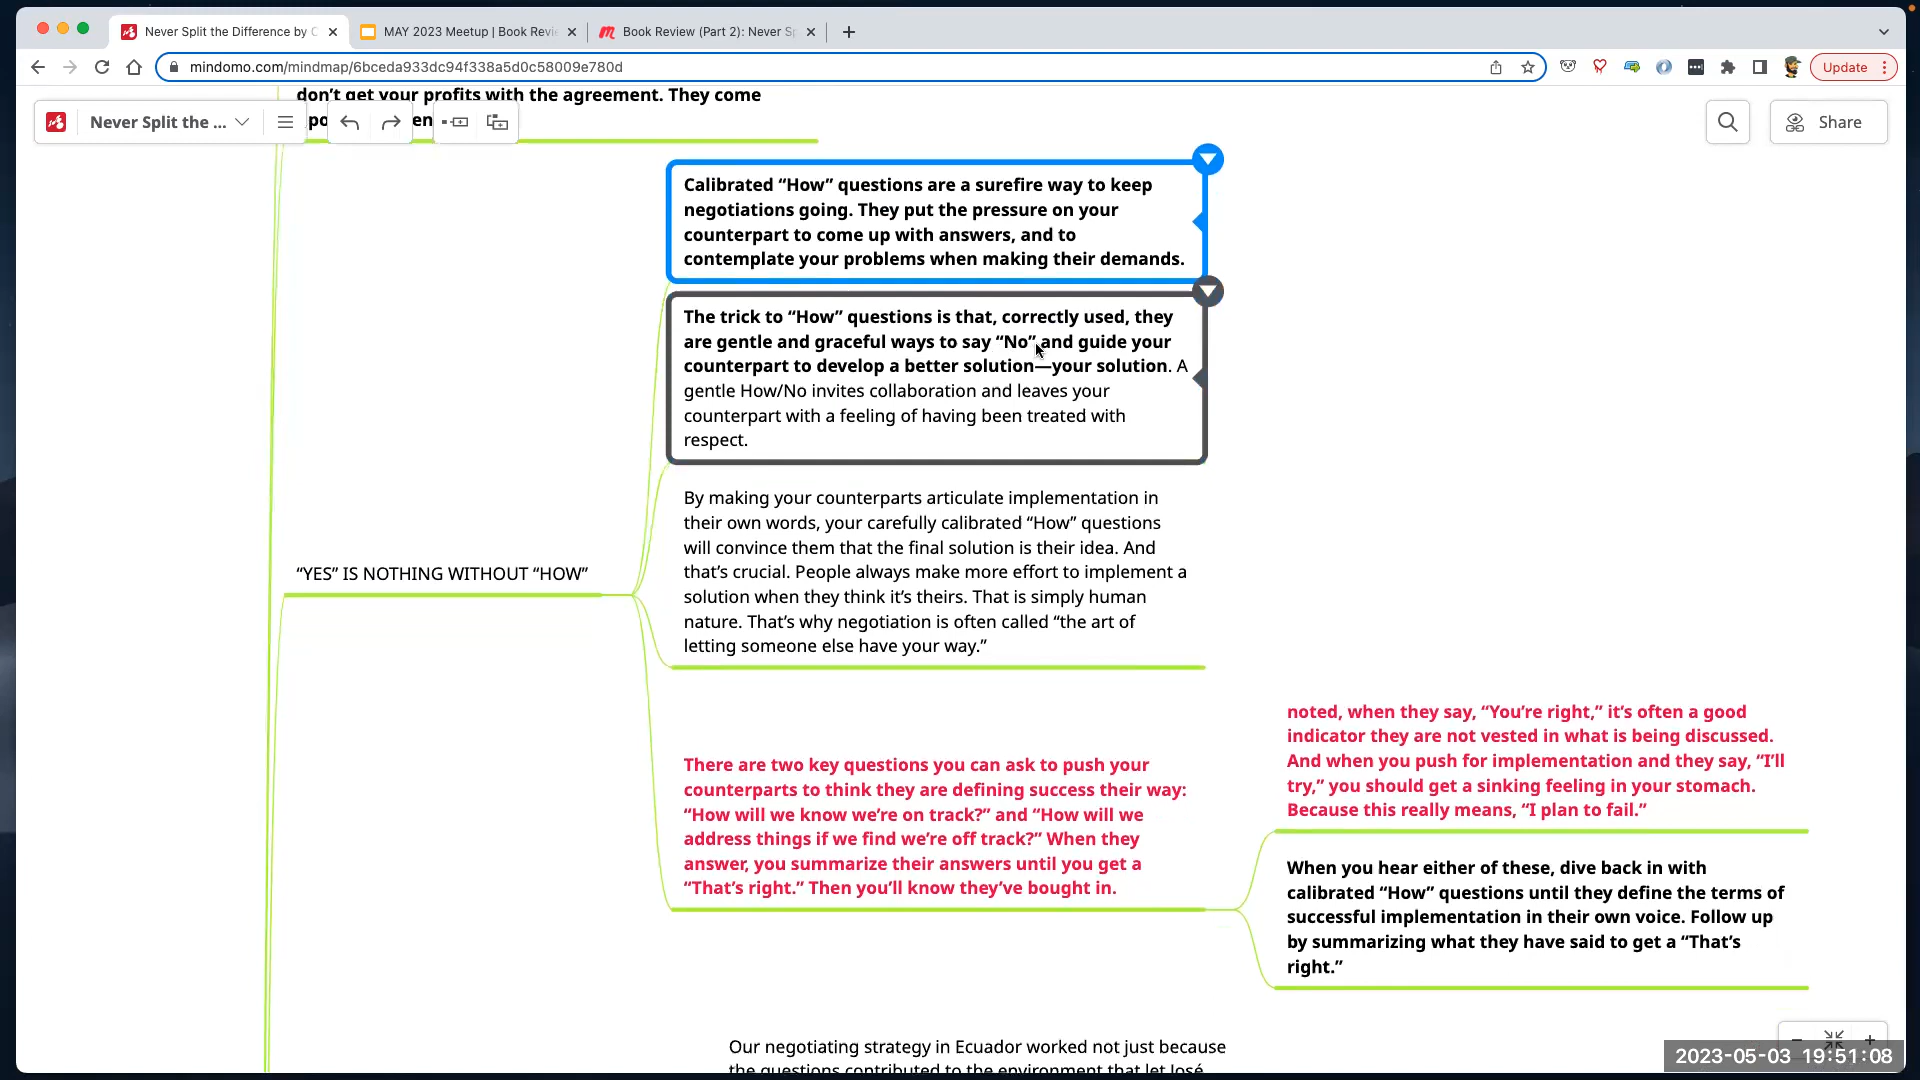 Never Split the Difference by C
MAY 2023 Meetup | Book Revie
Book Review (Part 2): Never Sp
mindomo.com/mindmap/6bceda933dc94f338a5d0c58009e780d
Update
don’t get your profits with the agreement. They come
Never Split the ...
Share
Calibrated “How” questions are a surefire way to keep
negotiations going. They put the pressure on your
counterpart to come up with answers, and to
contemplate your problems when making their demands.
The trick to “How” questions is that, correctly used, they
are gentle and graceful ways to say “No” and guide your
counterpart to develop a better solution—your solution. A
gentle How/No invites collaboration and leaves your
counterpart with a feeling of having been treated with
respect.
By making your counterparts articulate implementation in
their own words, your carefully calibrated “How” questions
will convince them that the final solution is their idea. And
that’s crucial. People always make more effort to implement a
solution when they think it’s theirs. That is simply human
nature. That’s why negotiation is often called “the art of
letting someone else have your way.”
“YES” IS NOTHING WITHOUT “HOW”
There are two key questions you can ask to push your
counterparts to think they are defining success their way:
“How will we know we’re on track?” and “How will we
address things if we find we’re off track?” When they
answer, you summarize their answers until you get a
“That’s right.” Then you’ll know they’ve bought in.
noted, when they say, “You’re right,” it’s often a good
indicator they are not vested in what is being discussed.
And when you push for implementation and they say, “I’ll
try,” you should get a sinking feeling in your stomach.
Because this really means, “I plan to fail.”
When you hear either of these, dive back in with
calibrated “How” questions until they define the terms of
successful implementation in their own voice. Follow up
by summarizing what they have said to get a “That’s
right.”
Our negotiating strategy in Ecuador worked not just because
the questions contributed to the environment that let José
2023-05-03 19:51:08